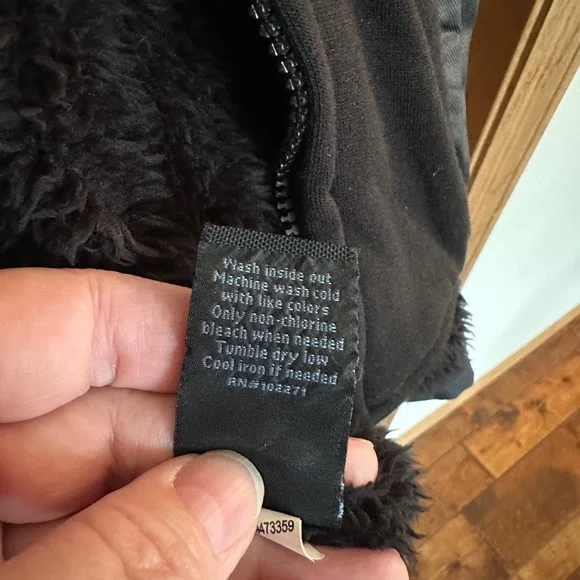 Wash inside out
Machine wash cold
with like colors
Only non-chlorine
bleach when needed
Tumble dry low
Cool iron if needed
RN#102271
A73359